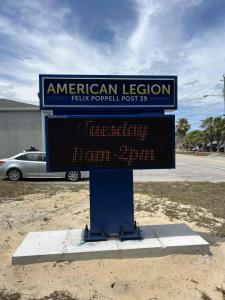 AMERICAN LEGION
FELIX POPPELL POST 39
Tuesday
11am-2pm